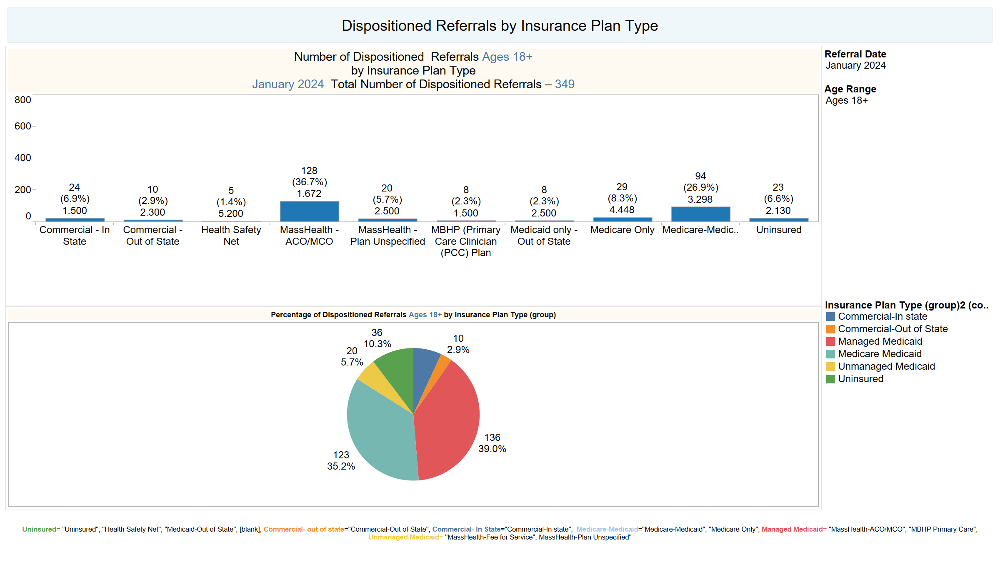 Dispositioned Referrals by Insurance Plan Type
Number of Dispositioned  Referrals Ages 18+
by Insurance Plan Type
January 2024  Total Number of Dispositioned Referrals – 349
Referral Date
January 2024
Age Range
Ages 18+
800
600
400
200
0
24
(6.9%)
1.500
10
(2.9%)
2.300
5
(1.4%)
5.200
128
(36.7%)
1.672
20
(5.7%)
2.500
8
(2.3%)
1.500
8
(2.3%)
2.500
29
(8.3%)
4.448
94
(26.9%)
3.298
23
(6.6%)
2.130
Commercial - In
State
Commercial -
Out of State
Health Safety
Net
MassHealth -
ACO/MCO
MassHealth -
Plan Unspecified
MBHP (Primary
Care Clinician
(PCC) Plan
Medicaid only -
Out of State
Medicare Only
Medicare-Medic..
Uninsured
Percentage of Dispositioned Referrals Ages 18+ by Insurance Plan Type (group)
36
10.3%
10
2.9%
20
5.7%
136
39.0%
123
35.2%
Insurance Plan Type (group)2 (co..
Commercial-In state
Commercial-Out of State
Managed Medicaid
Medicare Medicaid
Unmanaged Medicaid
Uninsured
Uninsured= "Uninsured", "Health Safety Net", "Medicaid-Out of State", [blank]; Commercial- out of state="Commercial-Out of State"; Commercial- In State="Commercial-In state",  Medicare-Medicaid="Medicare-Medicaid", "Medicare Only"; Managed Medicaid= "MassHealth-ACO/MCO", "MBHP Primary Care";
Unmanaged Medicaid= "MassHealth-Fee for Service", MassHealth-Plan Unspecified"